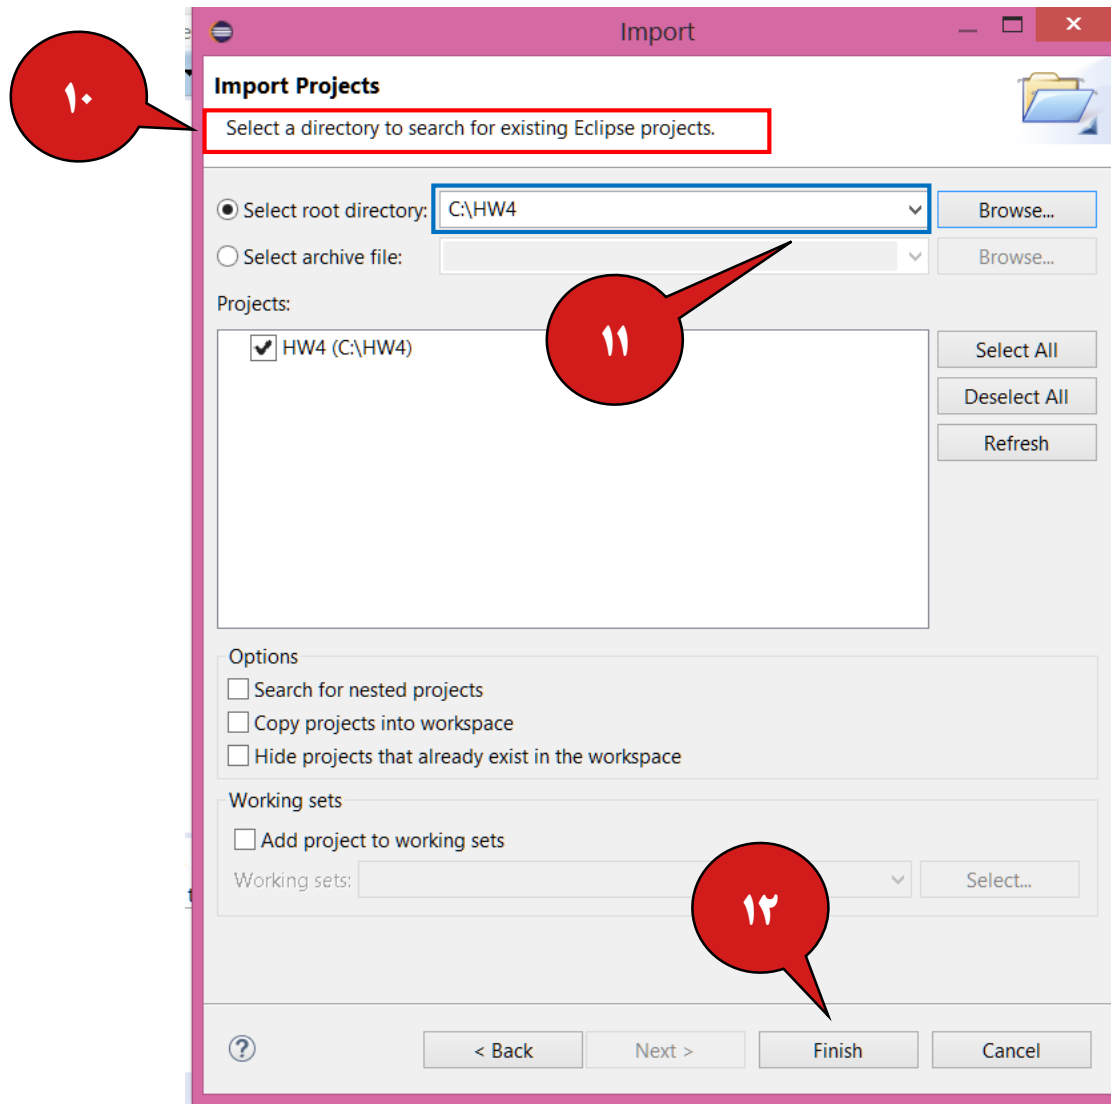 Import
Import Projects
Select a directory to search for existing Eclipse projects.
۱۰
Select root directory:
C:\HW4
Browse...
Select archive file:
Browse...
۱۱
Projects:
HW4 (C:\HW4)
Select All
Deselect All
Refresh
Options
Search for nested projects
Copy projects into workspace
Hide projects that already exist in the workspace
Working sets
Add project to working sets
Working sets:
Select...
۱۲
?
< Back
Next >
Finish
Cancel